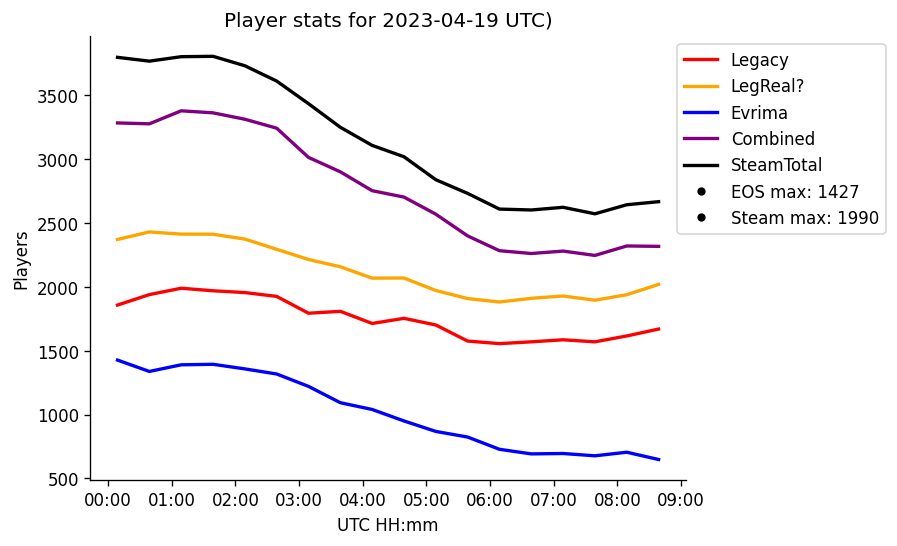 Player stats for 2023-04-19 UTC)
Legacy
LegReal?
Evrima
Combined
SteamTotal
EOS max: 1427
Steam max: 1990
Players
3500
3000
2500
2000
1500
1000
500
00:00 01:00 02:00 03:00 04:00 05:00 06:00 07:00 08:00 09:00
UTC HH:mm